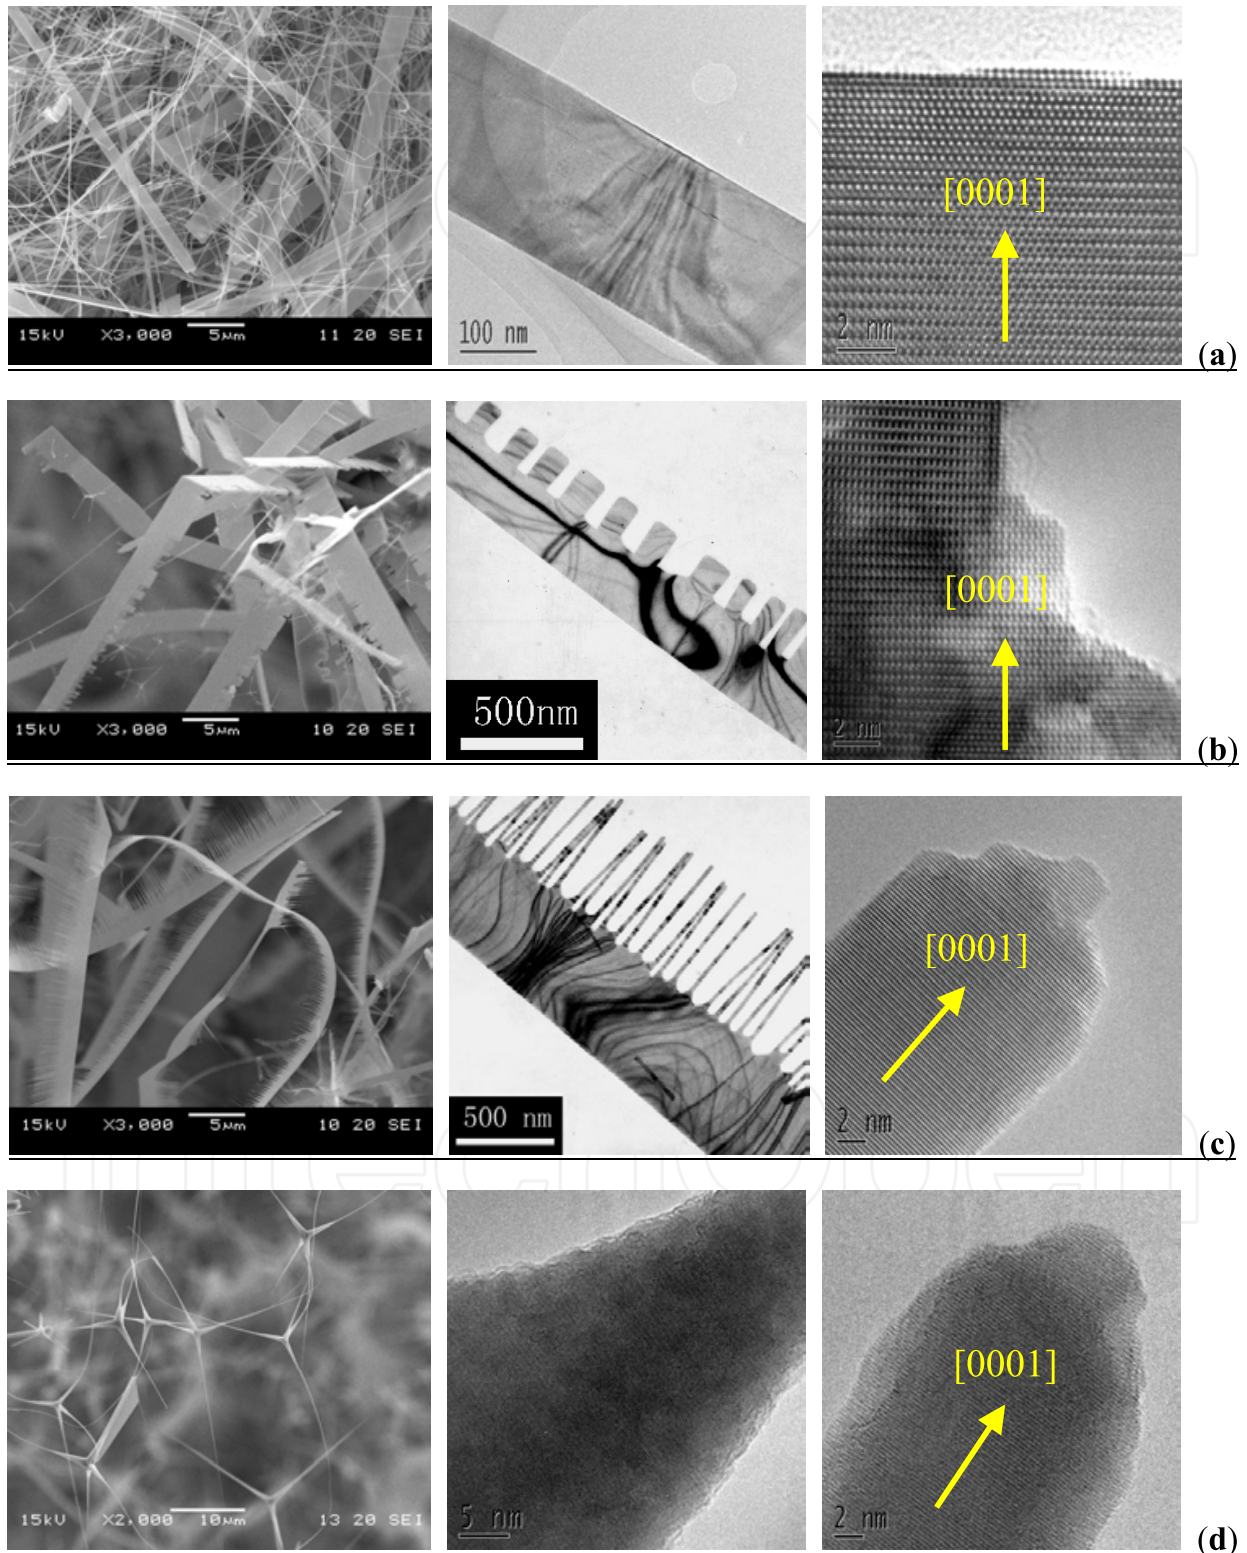 [0001]
15kV X3,000 5μm 11 20 SEI
100 nm
2 nm
(a)
[0001]
15kV X3,000 5μm 10 20 SEI
500nm
2 nm
(b)
[0001]
15kV X3,000 5μm 10 20 SEI
500 nm
2 nm
(c)
[0001]
15kV X2,000 10μm 13 20 SEI
5 nm
2 nm
(d)